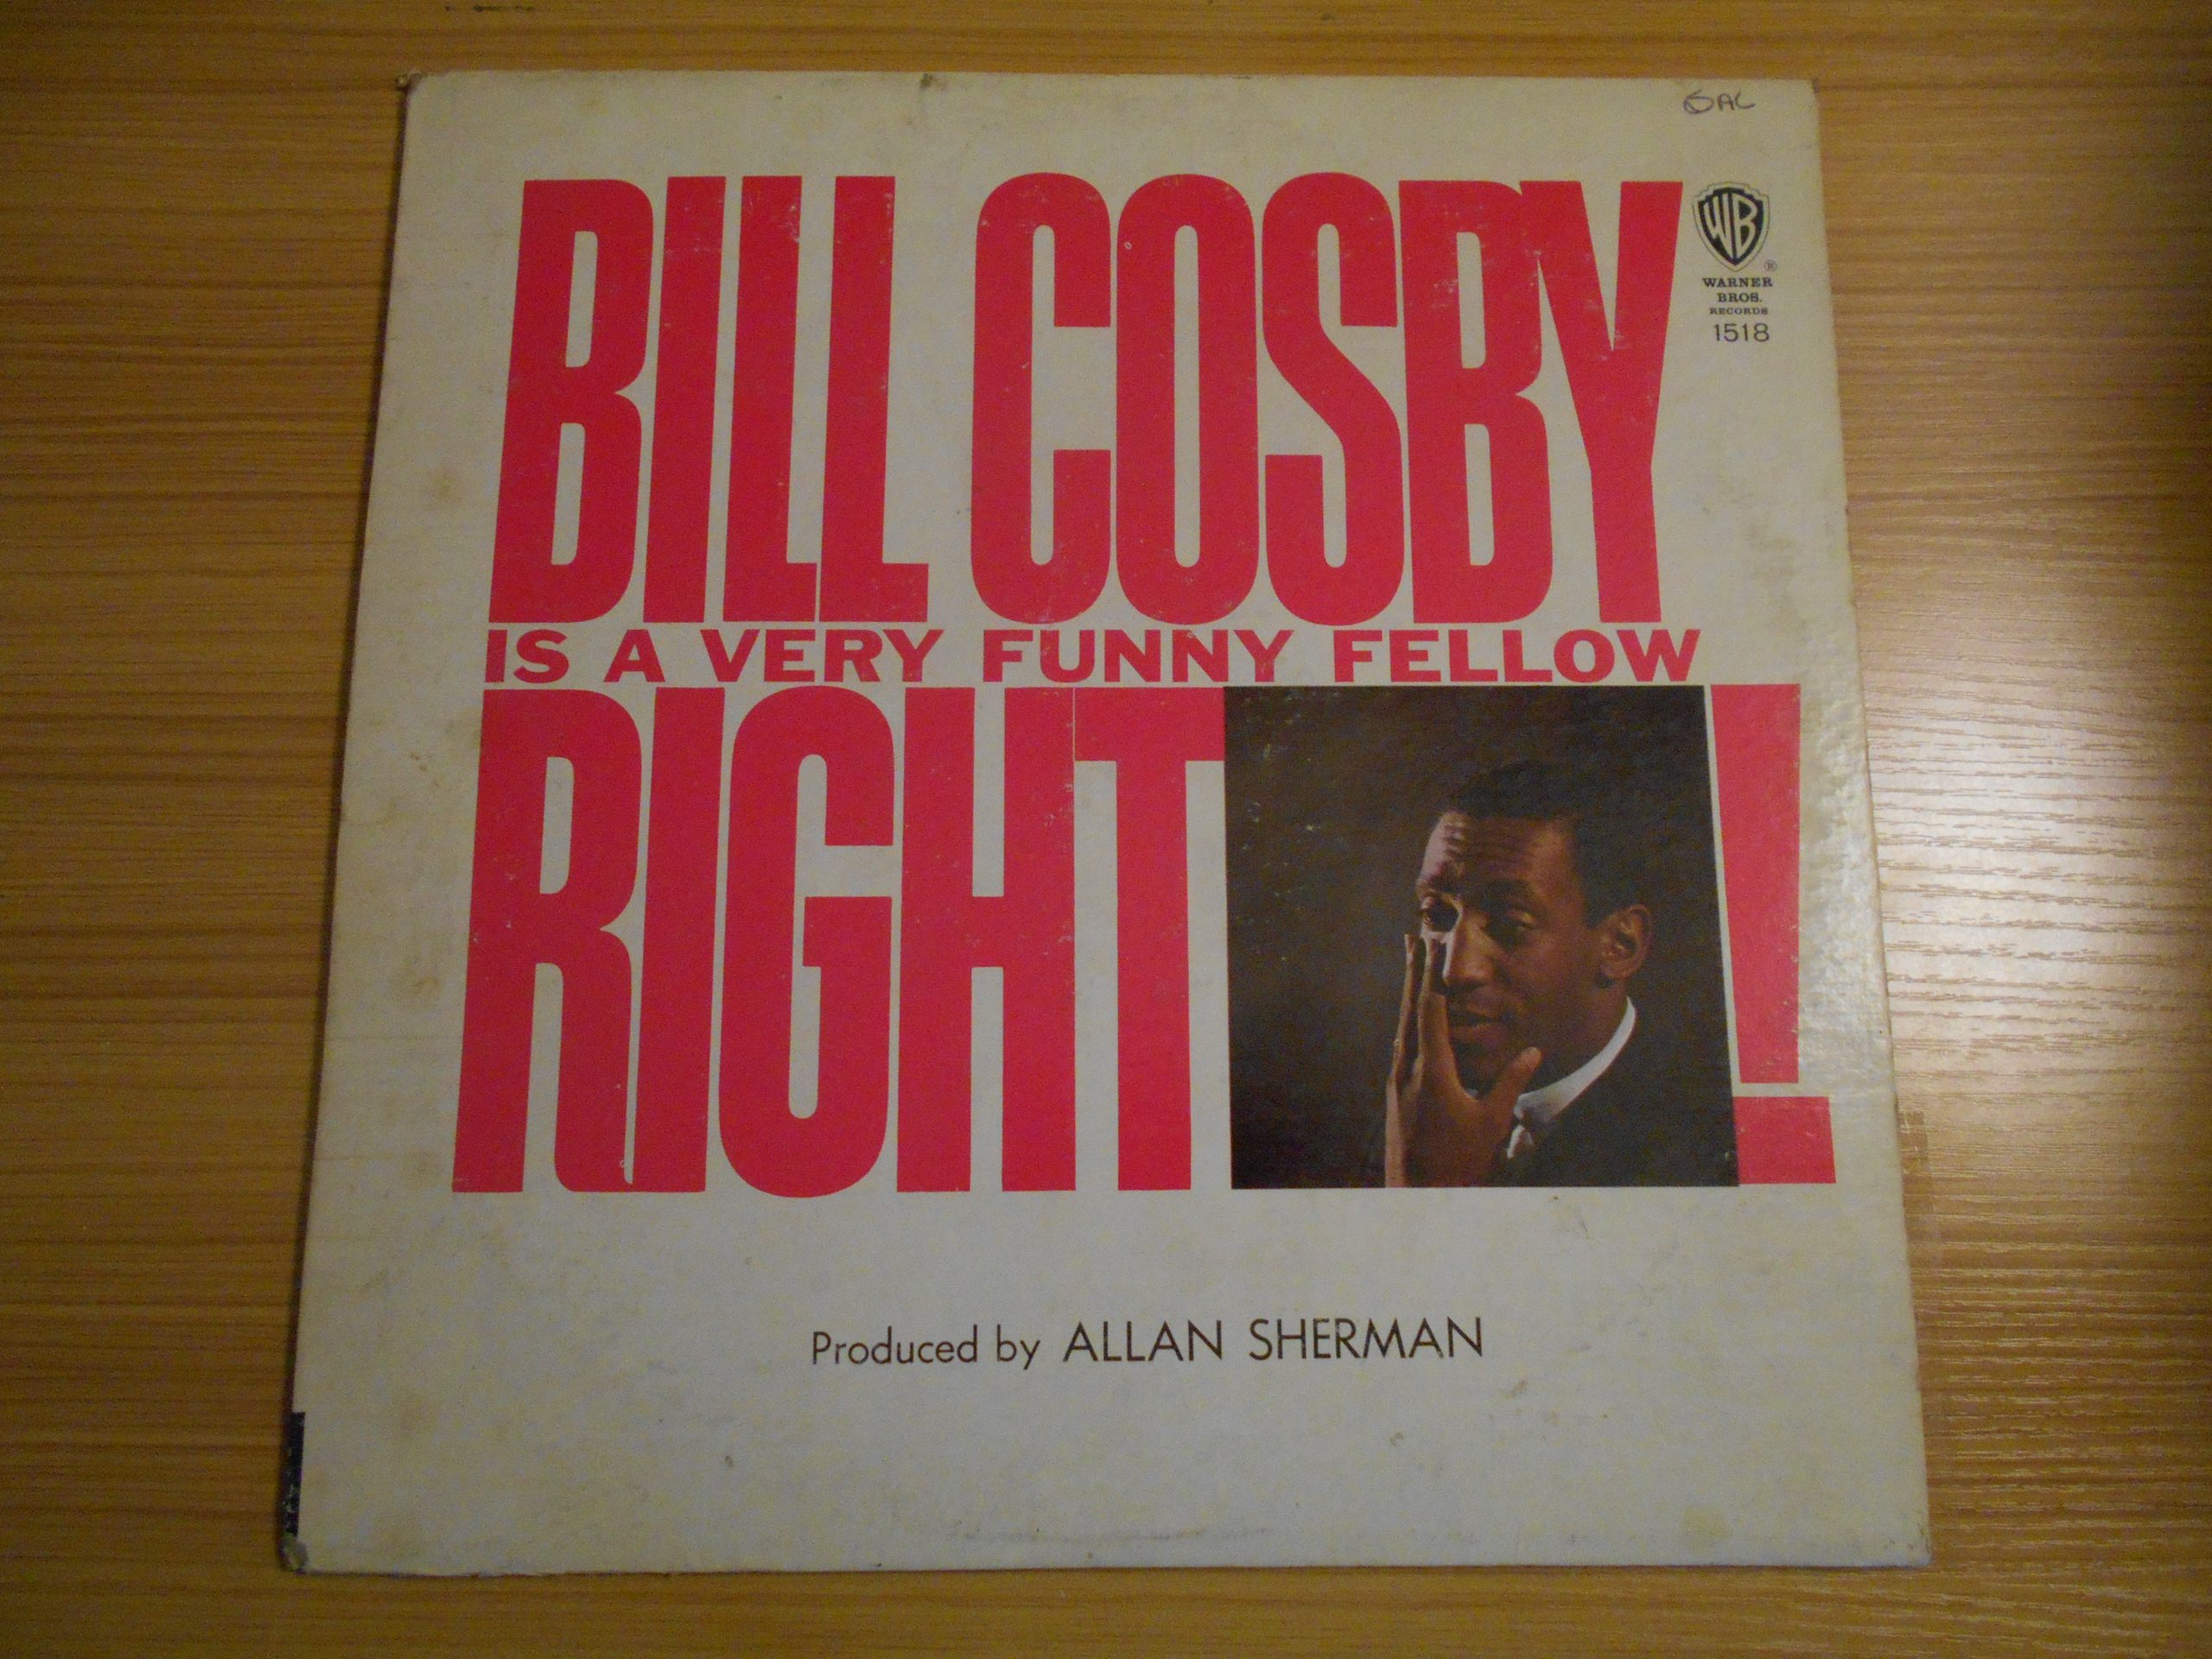 BILL COSBY
WB
®
WARNER
BROS.
RECORDS
1518
IS A VERY FUNNY FELLOW
RIGHT!
Produced by ALLAN SHERMAN